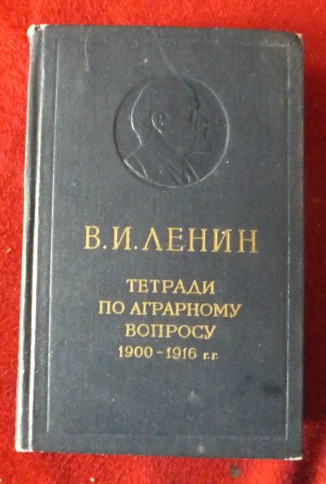 В.И.ЛЕНИН
ТЕТРАДИ
ПО АГРАРНОМУ
ВОПРОСУ
1900-1916 г.г.